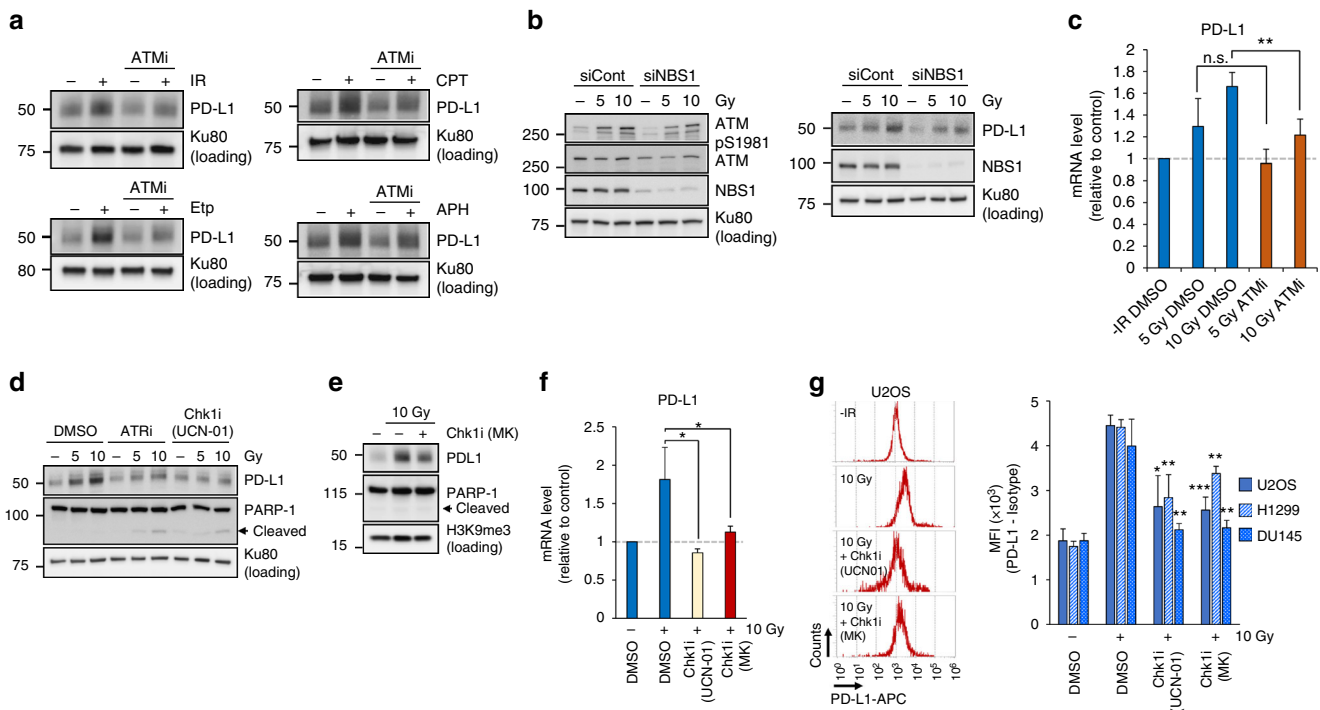 a
ATMi
– + – + IR
50 PD-L1
75 Ku80
(loading)
ATMi
– + – + CPT
50 PD-L1
75 Ku80
(loading)
ATMi
– + – + Etp
50 PD-L1
80 Ku80
(loading)
ATMi
– + – + APH
50 PD-L1
75 Ku80
(loading)
b
siCont siNBS1
– 5 10 – 5 10 Gy
250 ATM
pS1981
250 ATM
100 NBS1
75 Ku80
(loading)
siCont siNBS1
– 5 10 – 5 10 Gy
50 PD-L1
100 NBS1
75 Ku80
(loading)
c
PD-L1
n.s.
**
mRNA level
(relative to control)
2
1.8
1.6
1.4
1.2
1
0.8
0.6
0.4
0.2
0
-IR DMSO
5 Gy DMSO
10 Gy DMSO
5 Gy ATMi
10 Gy ATMi
d
DMSO ATRi Chk1i
(UCN-01)
– 5 10 – 5 10 – 5 10 Gy
50 PD-L1
100 PARP-1
Cleaved
75 Ku80
(loading)
e
10 Gy
– – + Chk1i (MK)
50 PDL1
115 PARP-1
Cleaved
15 H3K9me3
(loading)
f
PD-L1
*
*
mRNA level
(relative to control)
2.5
2
1.5
1
0.5
0
– + + + 10 Gy
DMSO
DMSO
Chk1i
(UCN-01)
Chk1i
(MK)
g
U2OS
-IR
10 Gy
10 Gy
+ Chk1i
(UCN01)
10 Gy
+ Chk1i
(MK)
Counts
10⁰ 10¹ 10² 10³ 10⁴ 10⁵ 10⁶
PD-L1-APC
MFI (×10³)
(PD-L1 - Isotype)
5
4
3
2
1
0
* ** ** *** ** **
U2OS
H1299
DU145
– + + + 10 Gy
DMSO
DMSO
Chk1i
(UCN-01)
Chk1i
(MK)